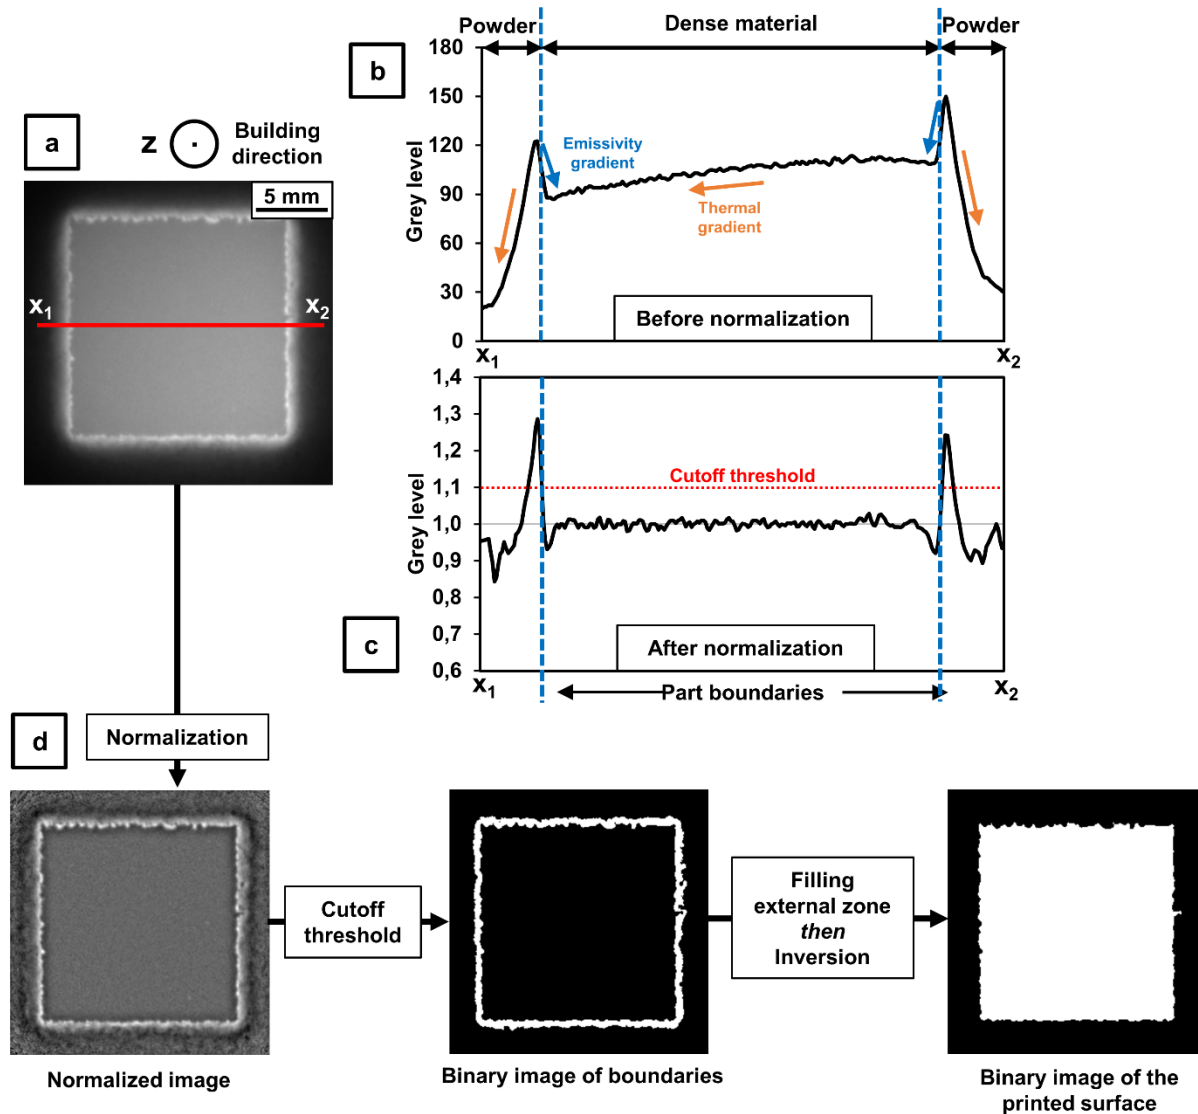 a
z
Building
direction
5 mm
x1
x2
b
Powder
Dense material
Powder
Grey level
180
150
120
90
60
30
0
Emissivity
gradient
Thermal
gradient
Before normalization
x1
x2
c
Grey level
1,4
1,3
1,2
1,1
1,0
0,9
0,8
0,7
0,6
Cutoff threshold
After normalization
x1
Part boundaries
x2
d
Normalization
Cutoff
threshold
Filling
external zone
then
Inversion
Normalized image
Binary image of boundaries
Binary image of the
printed surface